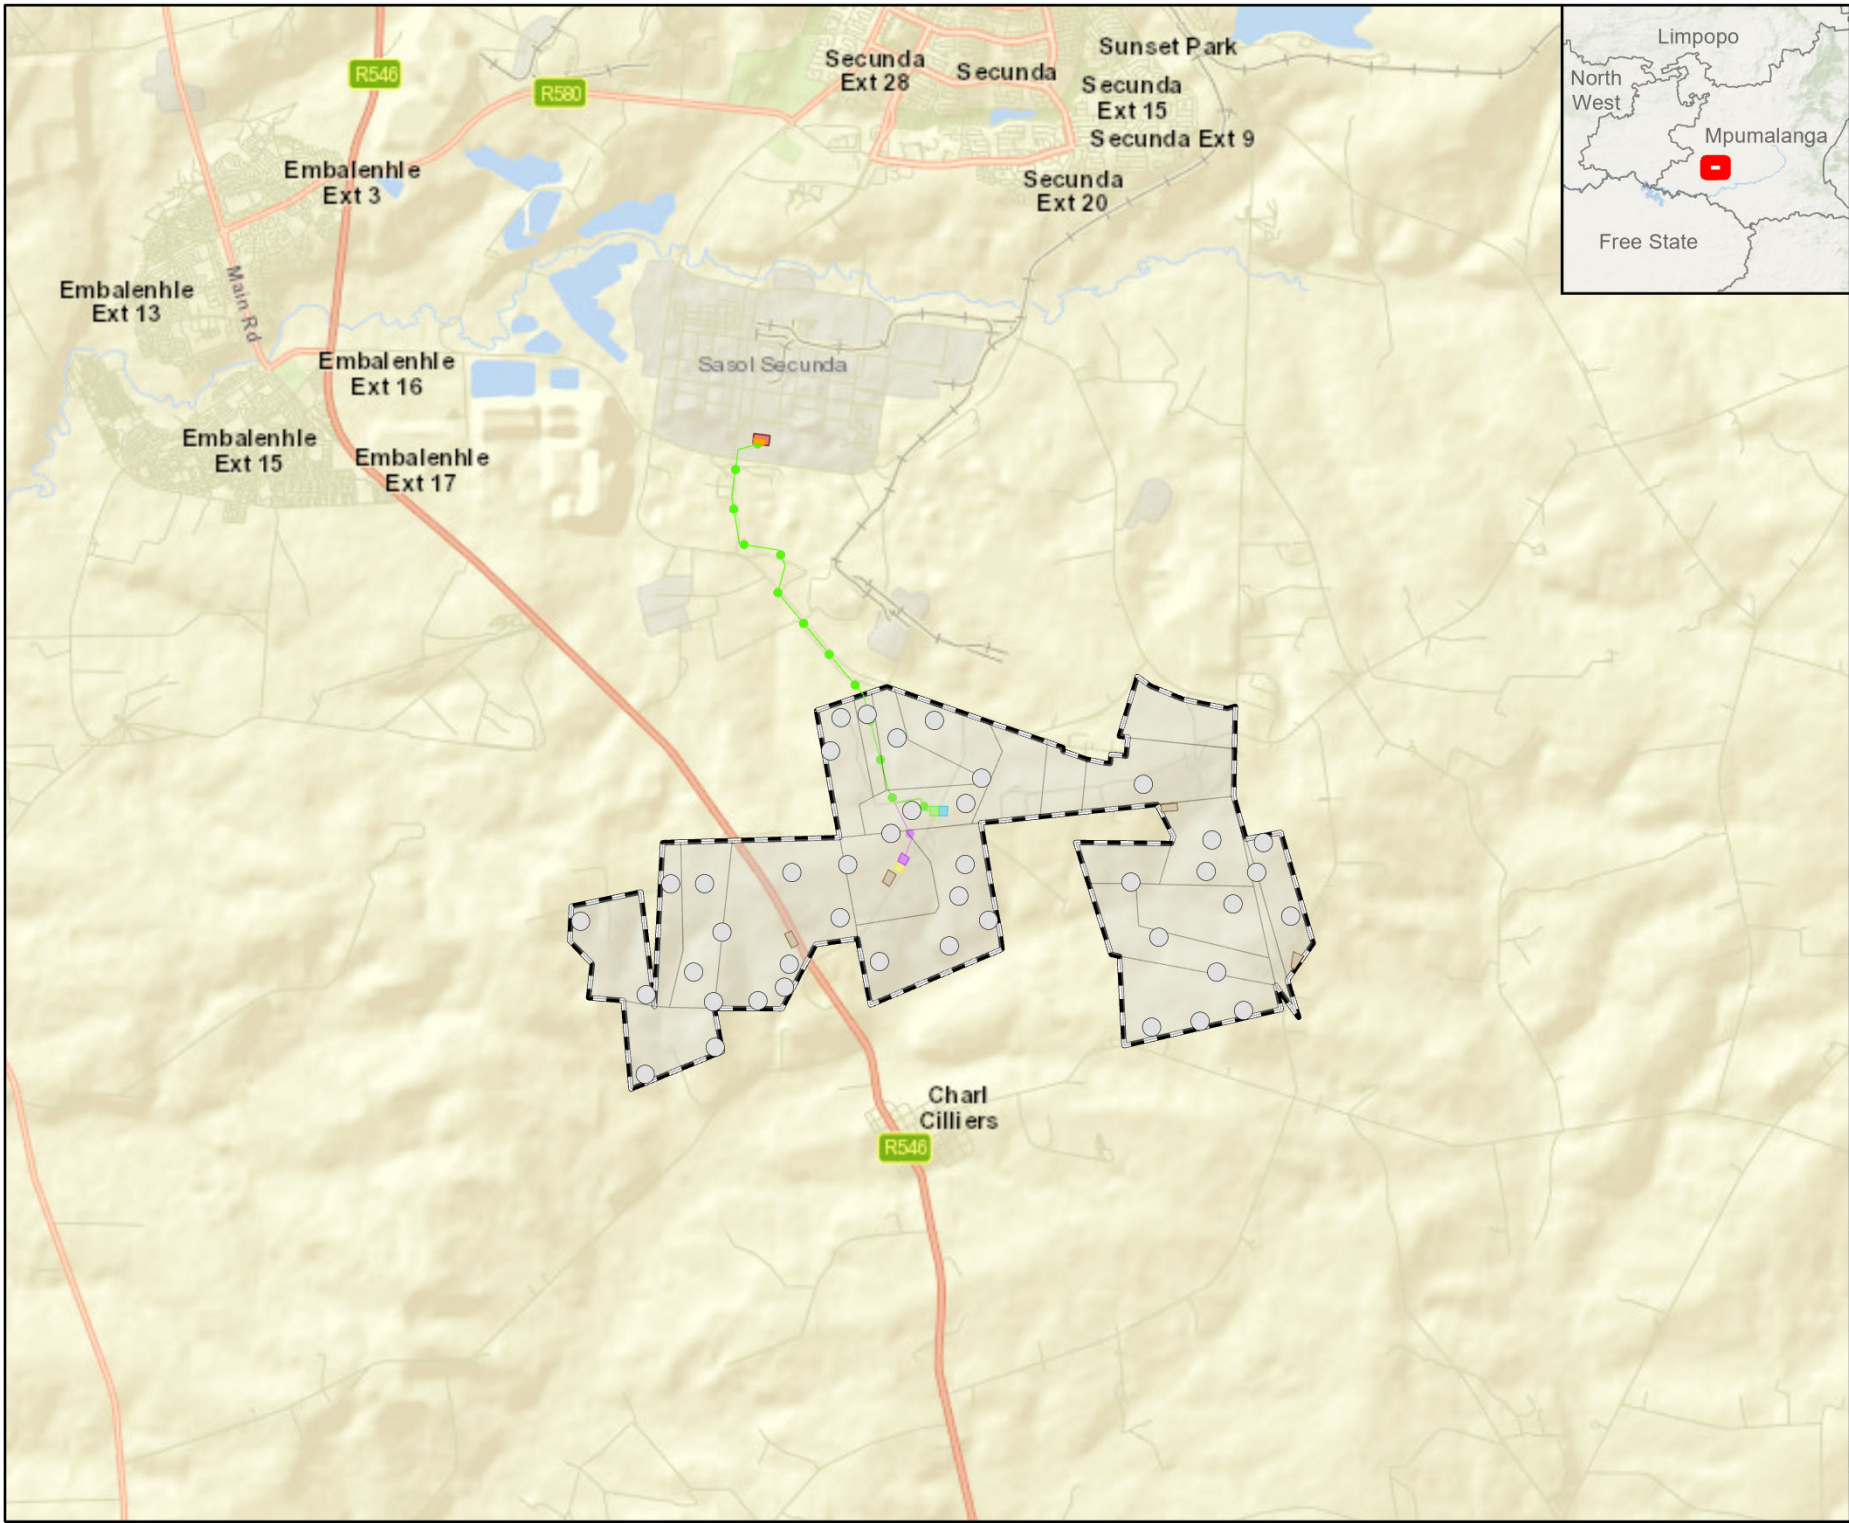 R546
R580
Secunda
Ext 28
Secunda
Sunset Park
Secunda
Ext 15
Secunda Ext 9
Secunda
Ext 20
Embalenhle
Ext 3
Embalenhle
Ext 13
Main Rd
Embalenhle
Ext 16
Sasol Secunda
Embalenhle
Ext 15
Embalenhle
Ext 17
Charl
Cilliers
R546
Limpopo
North
West
Mpumalanga
Free State